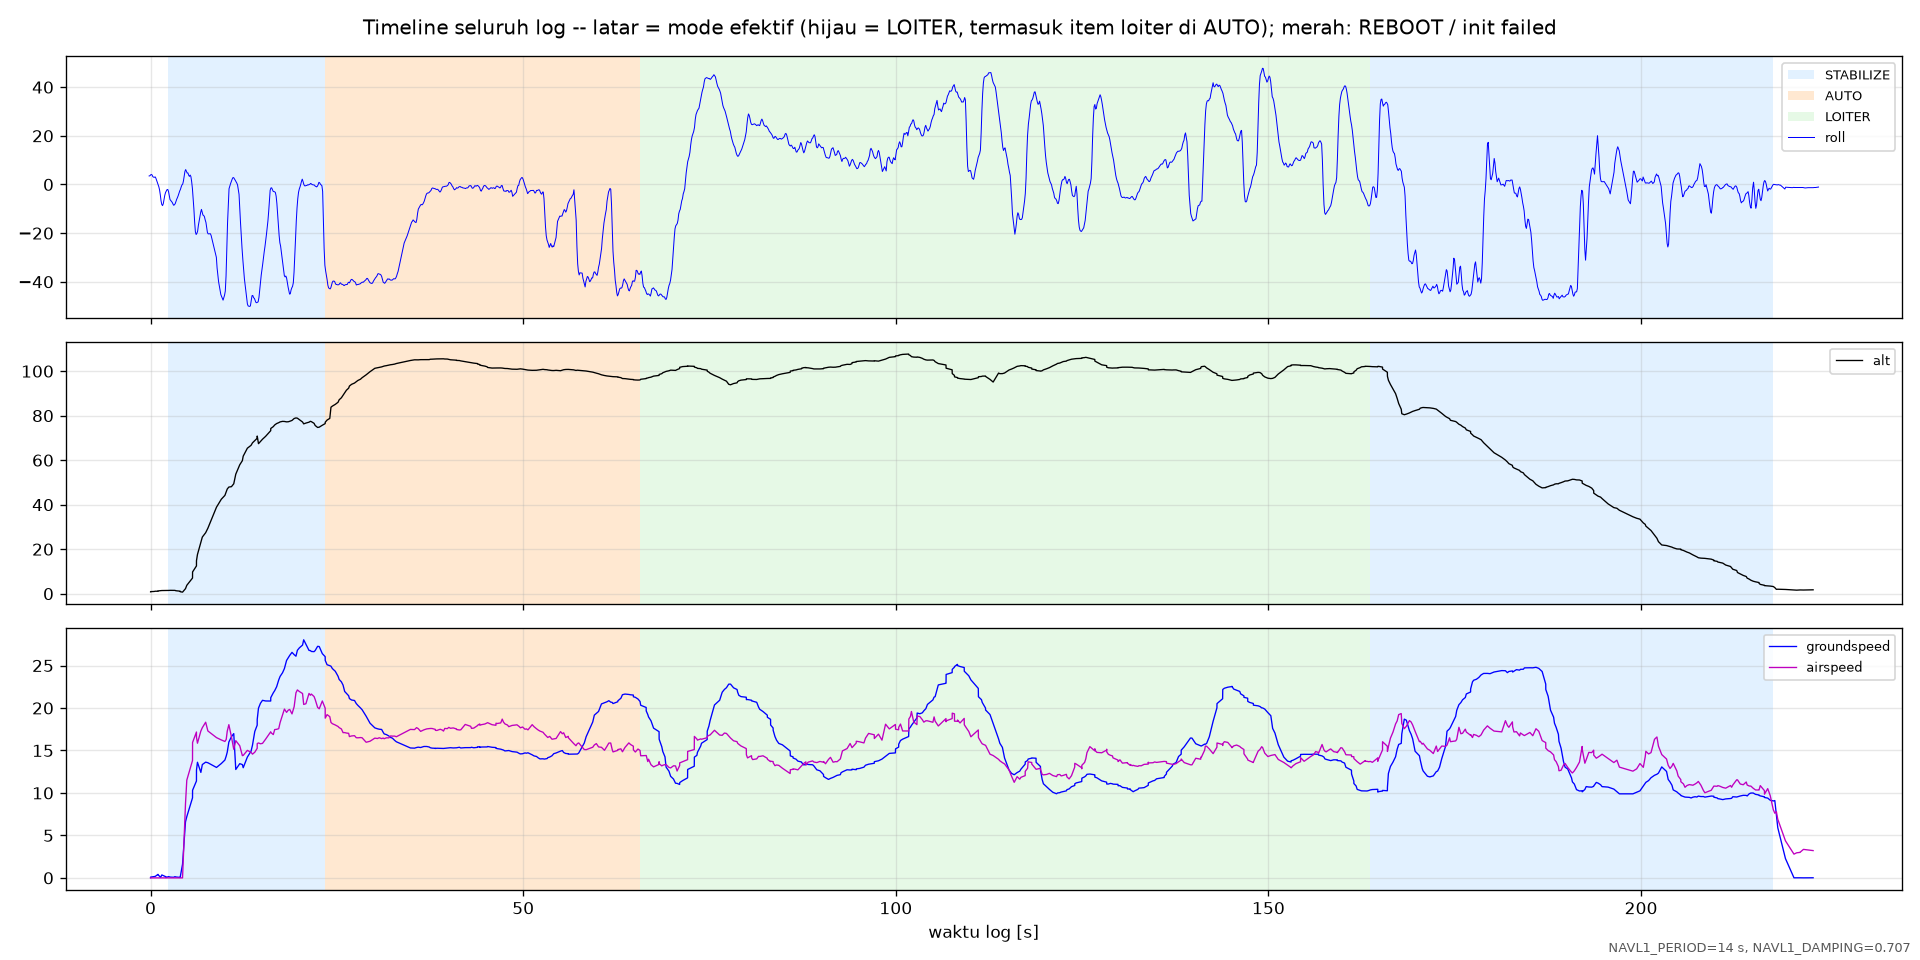 Timeline seluruh log -- latar = mode efektif (hijau = LOITER, termasuk item loiter di AUTO); merah: REBOOT / init failed
40
20
0
−20
−40
STABILIZE
AUTO
LOITER
roll
100
80
60
40
20
0
alt
25
20
15
10
5
0
groundspeed
airspeed
0 50 100 150 200
waktu log [s]
NAVL1_PERIOD=14 s, NAVL1_DAMPING=0.707